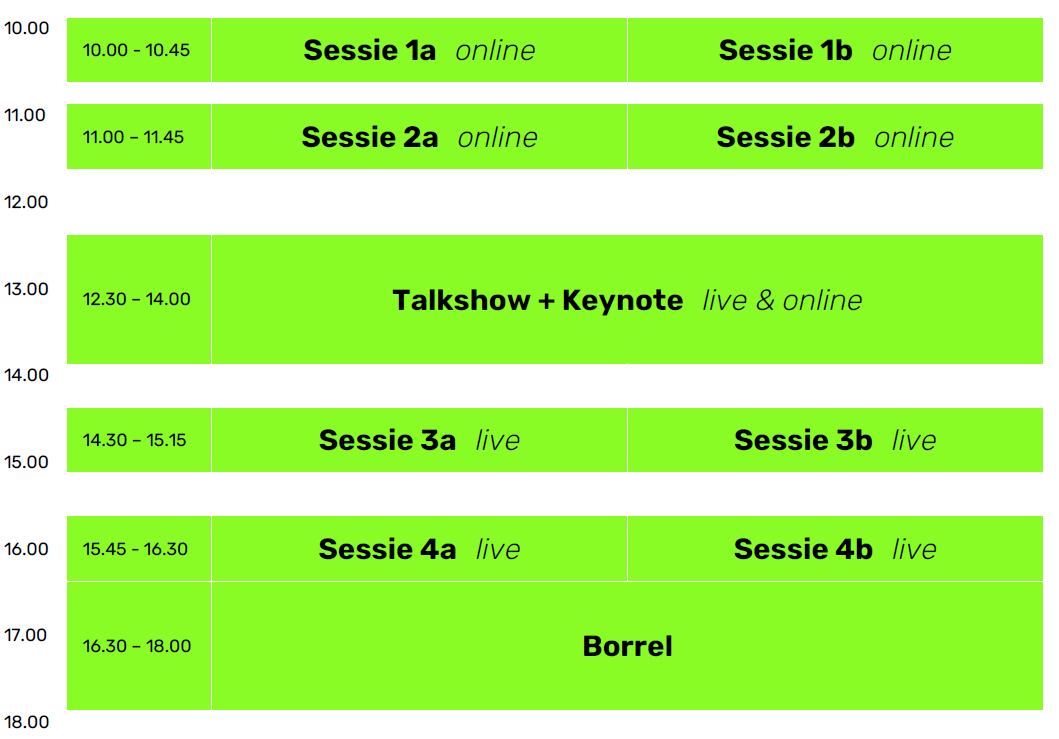 10.00
10.00 - 10.45 Sessie 1a online Sessie 1b online
11.00
11.00 – 11.45 Sessie 2a online Sessie 2b online
12.00
13.00
12.30 – 14.00 Talkshow + Keynote live & online
14.00
14.30 – 15.15 Sessie 3a live Sessie 3b live
15.00
16.00
15.45 - 16.30 Sessie 4a live Sessie 4b live
17.00
16.30 – 18.00 Borrel
18.00